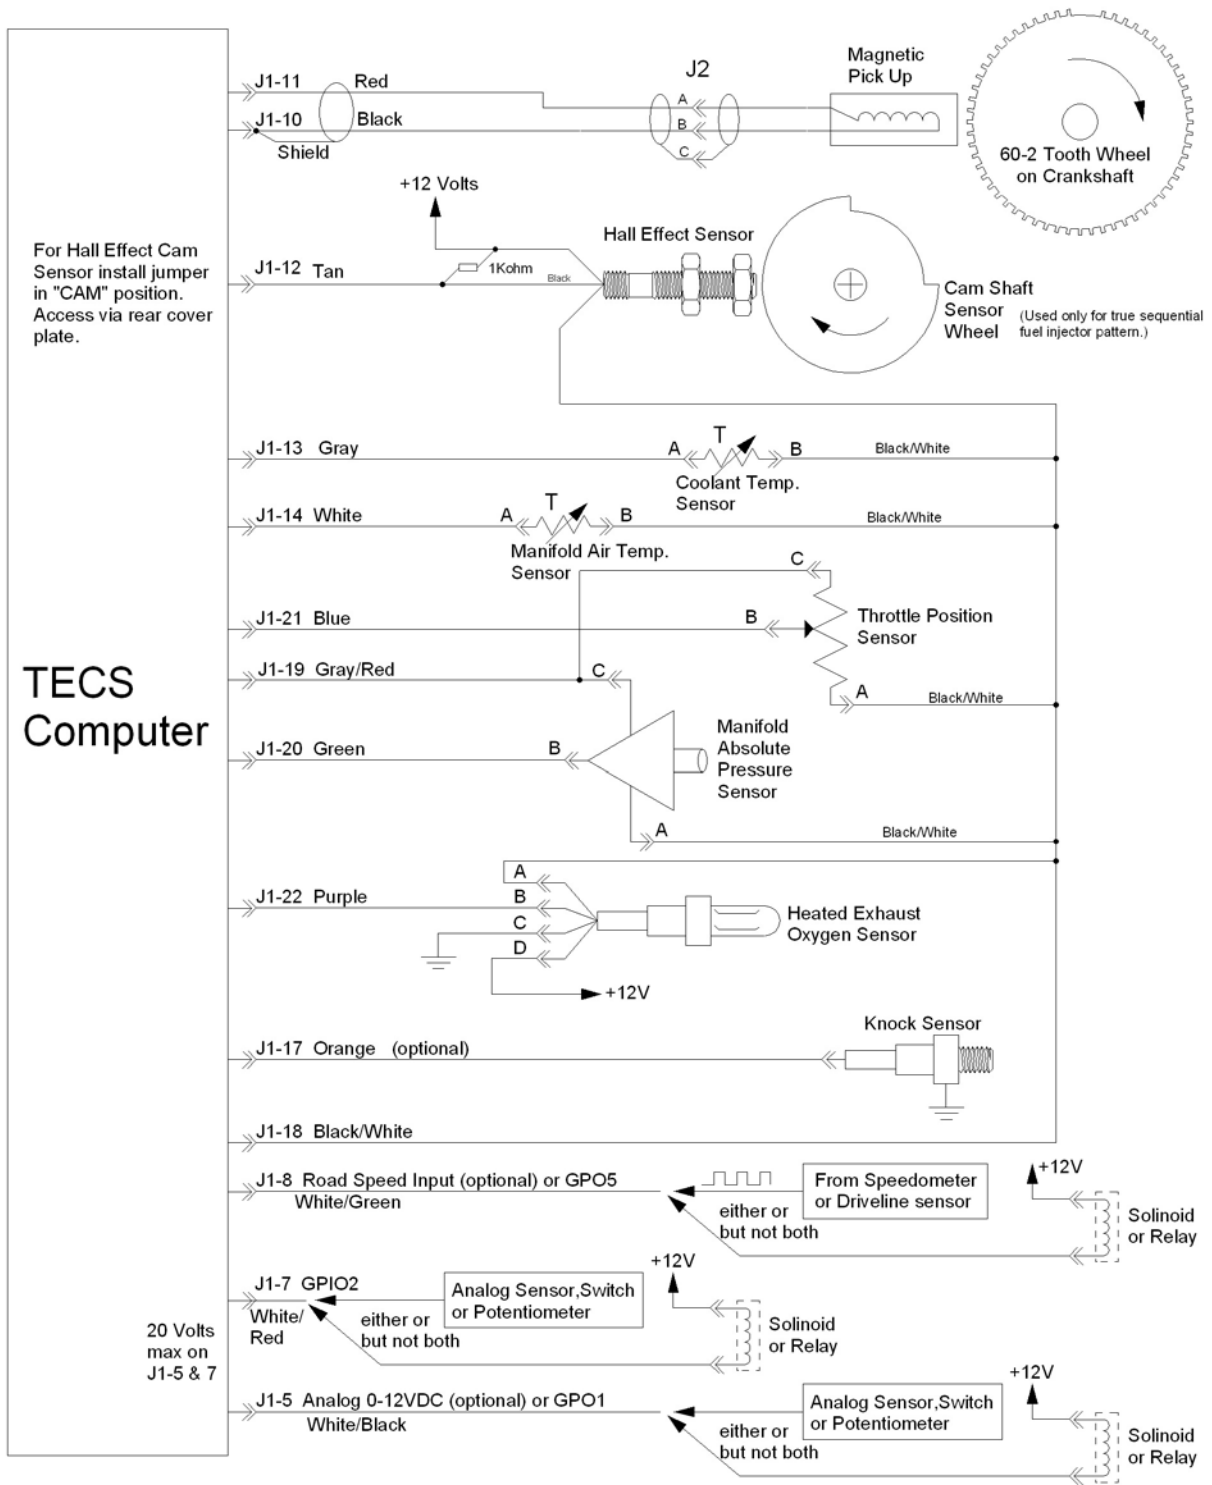 J1-11
Red
J2
Magnetic
Pick Up
A
J1-10
Black
B
Shield
C
60-2 Tooth Wheel
on Crankshaft
+12 Volts
Hall Effect Sensor
For Hall Effect Cam
Sensor install jumper
in "CAM" position.
Access via rear cover
plate.
J1-12 Tan
1Kohm
Black
Cam Shaft
Sensor
Wheel
(Used only for true sequential
fuel injector pattern.)
J1-13 Gray
A
T
B
Black/White
Coolant Temp.
Sensor
J1-14 White
A
T
B
Black/White
Manifold Air Temp.
Sensor
C
J1-21 Blue
B
Throttle Position
Sensor
TECS
Computer
J1-19 Gray/Red
C
A
Black/White
J1-20 Green
B
Manifold
Absolute
Pressure
Sensor
A
Black/White
A
J1-22 Purple
B
C
D
Heated Exhaust
Oxygen Sensor
+12V
Knock Sensor
J1-17 Orange (optional)
J1-18 Black/White
J1-8 Road Speed Input (optional) or GPO5
White/Green
From Speedometer
or Driveline sensor
either or
but not both
+12V
Solinoid
or Relay
J1-7 GPIO2
White/
Red
Analog Sensor,Switch
or Potentiometer
either or
but not both
+12V
Solinoid
or Relay
20 Volts
max on
J1-5 & 7
J1-5 Analog 0-12VDC (optional) or GPO1
White/Black
Analog Sensor,Switch
or Potentiometer
either or
but not both
+12V
Solinoid
or Relay